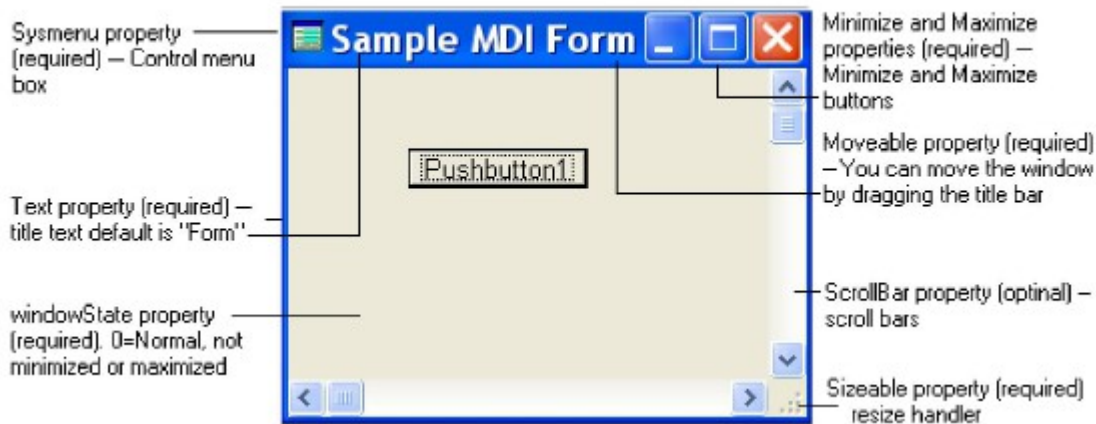 Sysmenu property
(required) – Control menu
box
Text property (required) –
title text default is "Form"
windowState property
(required). 0=Normal, not
minimized or maximized
Sample MDI Form
Pushbutton1
Minimize and Maximize
properties (required) –
Minimize and Maximize
buttons
Moveable property (required)
–You can move the window
by dragging the title bar
ScrollBar property (optinal) –
scroll bars
Sizeable property (required)
resize handler